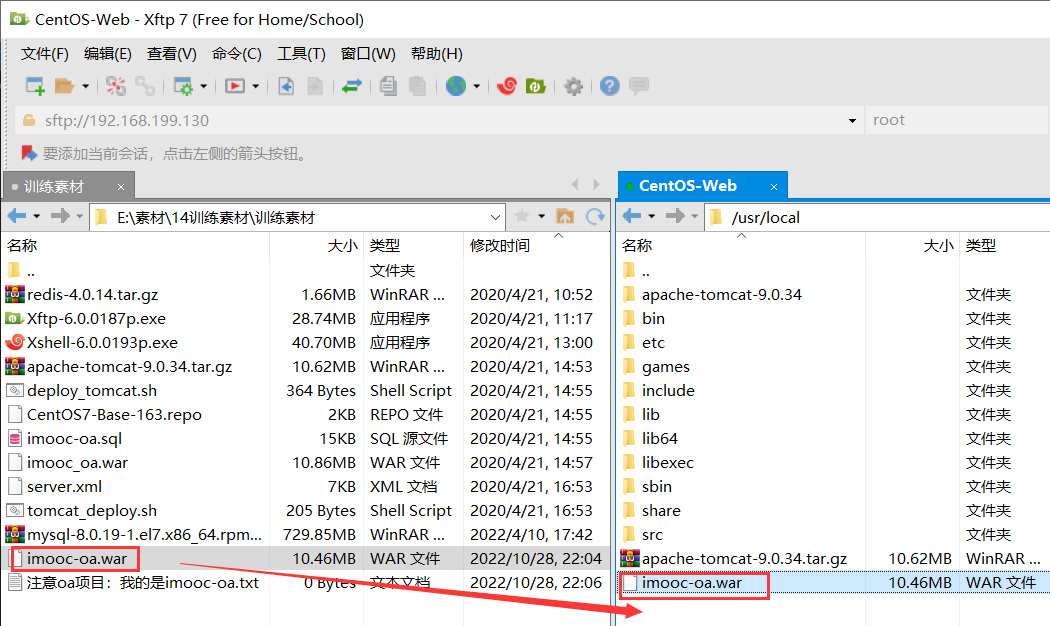 CentOS-Web - Xftp 7 (Free for Home/School)
文件(F) 编辑(E) 查看(V) 命令(C) 工具(T) 窗口(W) 帮助(H)
sftp://192.168.199.130 root
要添加当前会话，点击左侧的箭头按钮。
训练素材 × CentOS-Web ×
E:\素材\14训练素材\训练素材 /usr/local
名称 大小 类型 修改时间 名称 大小 类型
.. 文件夹 ..
redis-4.0.14.tar.gz 1.66MB WinRAR ... 2020/4/21, 10:52 apache-tomcat-9.0.34 文件夹
Xftp-6.0.0187p.exe 28.74MB 应用程序 2020/4/21, 11:17 bin 文件夹
Xshell-6.0.0193p.exe 40.70MB 应用程序 2020/4/21, 13:00 etc 文件夹
apache-tomcat-9.0.34.tar.gz 10.62MB WinRAR ... 2020/4/21, 14:53 games 文件夹
deploy_tomcat.sh 364 Bytes Shell Script 2020/4/21, 14:55 include 文件夹
CentOS7-Base-163.repo 2KB REPO 文件 2020/4/21, 14:55 lib 文件夹
imooc-oa.sql 15KB SQL 源文件 2020/4/21, 14:55 lib64 文件夹
imooc_oa.war 10.86MB WAR 文件 2020/4/21, 14:57 libexec 文件夹
server.xml 7KB XML 文档 2020/4/21, 16:53 sbin 文件夹
tomcat_deploy.sh 205 Bytes Shell Script 2020/4/21, 16:53 share 文件夹
mysql-8.0.19-1.el7.x86_64.rpm... 729.85MB WinRAR ... 2022/4/10, 17:42 src 文件夹
imooc-oa.war 10.46MB WAR 文件 2022/10/28, 22:04 apache-tomcat-9.0.34.tar.gz 10.62MB WinRAR ...
注意oa项目：我的是imooc-oa.txt 0 Bytes 文本文档 2022/10/28, 22:06 imooc-oa.war 10.46MB WAR 文件